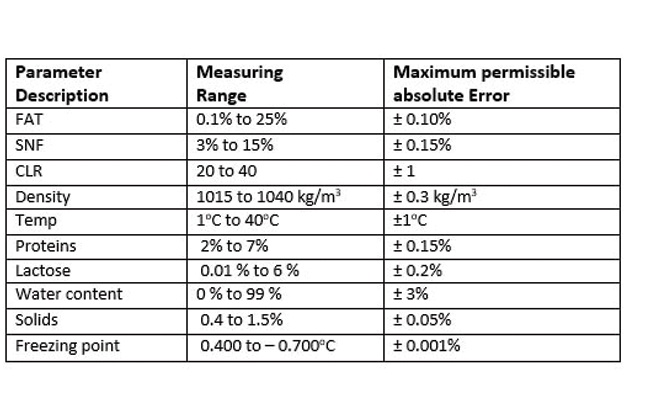 Parameter Description Measuring Range Maximum permissible absolute Error
FAT 0.1% to 25% ± 0.10%
SNF 3% to 15% ± 0.15%
CLR 20 to 40 ± 1
Density 1015 to 1040 kg/m³ ± 0.3 kg/m³
Temp 1°C to 40°C ±1°C
Proteins 2% to 7% ± 0.15%
Lactose 0.01 % to 6 % ± 0.2%
Water content 0 % to 99 % ± 3%
Solids 0.4 to 1.5% ± 0.05%
Freezing point 0.400 to – 0.700°C ± 0.001%